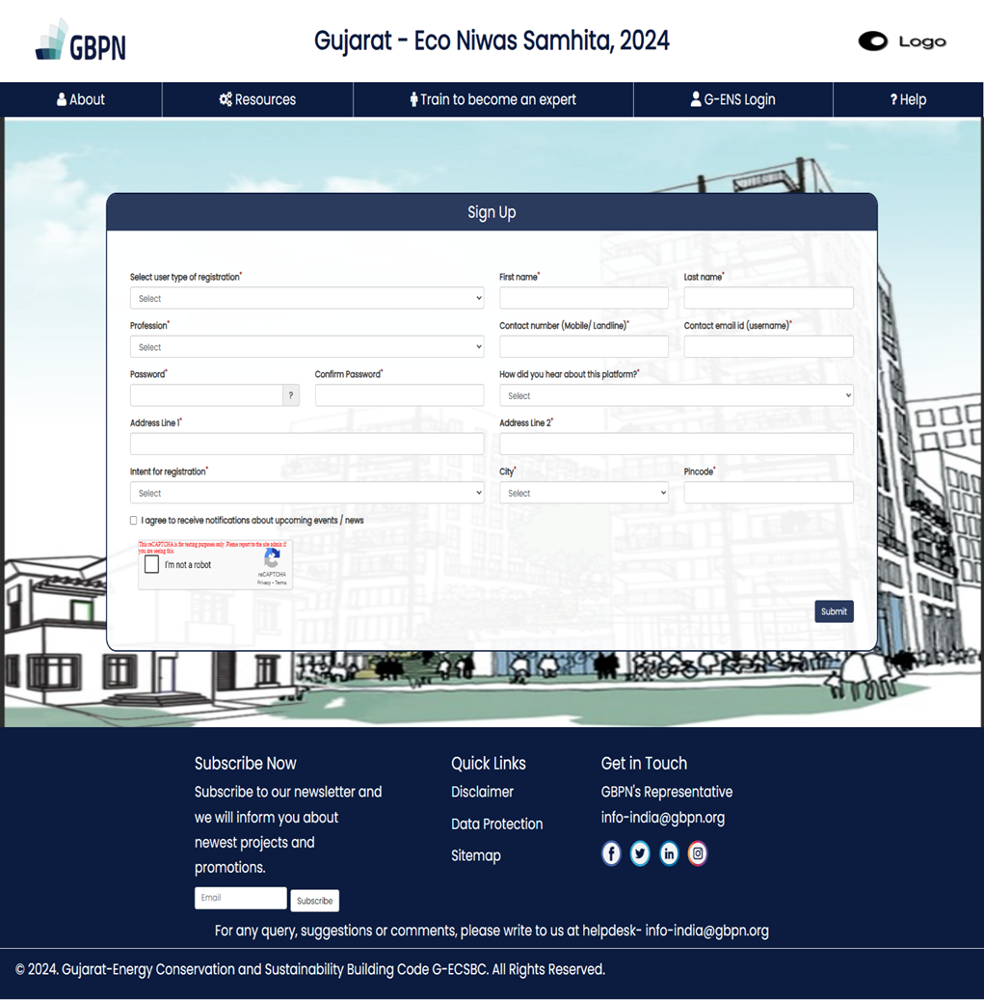 GBPN
Gujarat - Eco Niwas Samhita, 2024
Logo
About
Resources
Train to become an expert
G-ENS Login
? Help
Sign Up
Select user type of registration*
First name*
Last name*
Select
Profession*
Contact number (Mobile/ Landline)*
Contact email id (username)*
Select
Password*
Confirm Password*
How did you hear about this platform?*
?
Select
Address Line 1*
Address Line 2*
Intent for registration*
City*
Pincode*
Select
Select
I agree to receive notifications about upcoming events / news
This reCAPTCHA is for testing purposes only. Please report to the site admin if
you are seeing this.
I'm not a robot
reCAPTCHA
Privacy - Terms
Submit
Subscribe Now
Subscribe to our newsletter and
we will inform you about
newest projects and
promotions.
Email
Subscribe
Quick Links
Disclaimer
Data Protection
Sitemap
Get in Touch
GBPN's Representative
info-india@gbpn.org
For any query, suggestions or comments, please write to us at helpdesk- info-india@gbpn.org
© 2024. Gujarat-Energy Conservation and Sustainability Building Code G-ECSBC. All Rights Reserved.